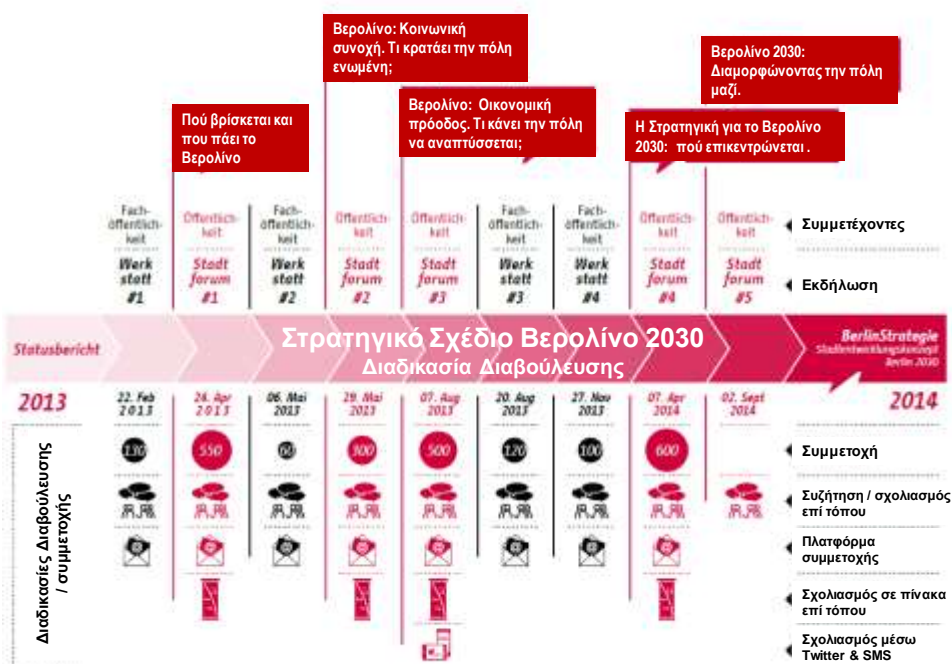 Βερολίνο: Κοινωνική
συνοχή. Τι κρατάει την πόλη
ενωμένη;
Βερολίνο 2030:
Διαμορφώνοντας την πόλη
μαζί.
Βερολίνο: Οικονομική
πρόοδος. Τι κάνει την πόλη
να αναπτύσσεται;
Πού βρίσκεται και
που πάει το
Βερολίνο
Η Στρατηγική για το Βερολίνο
2030: πού επικεντρώνεται .
Fach-
öffentlich-
keit
Öffentlich-
keit
Fach-
öffentlich-
keit
Öffentlich-
keit
Öffentlich-
keit
Fach-
öffentlich-
keit
Fach-
öffentlich-
keit
Öffentlich-
keit
Öffentlich-
keit
Συμμετέχοντες
Werk
statt
#1
Stadt
forum
#1
Werk
statt
#2
Stadt
forum
#2
Stadt
forum
#3
Werk
statt
#3
Werk
statt
#4
Stadt
forum
#4
Stadt
forum
#5
Εκδήλωση
Statusbericht
Στρατηγικό Σχέδιο Βερολίνο 2030
Διαδικασία Διαβούλευσης
BerlinStrategie
Stadtentwicklungskonzept
Berlin 2030
2013
22. Feb
2013
24. Apr
2013
06. Mai
2013
29. Mai
2013
07. Aug
2013
20. Aug
2013
27. Nov
2013
07. Apr
2014
02. Sept
2014
2014
Διαδικασίες Διαβούλευσης
/ συμμετοχή
130
550
60
300
500
120
100
600
Συμμετοχή
Συζήτηση / σχολιασμός
επί τόπου
Πλατφόρμα
συμμετοχής
Σχολιασμός σε πίνακα
επί τόπου
Σχολιασμός μέσω
Twitter & SMS